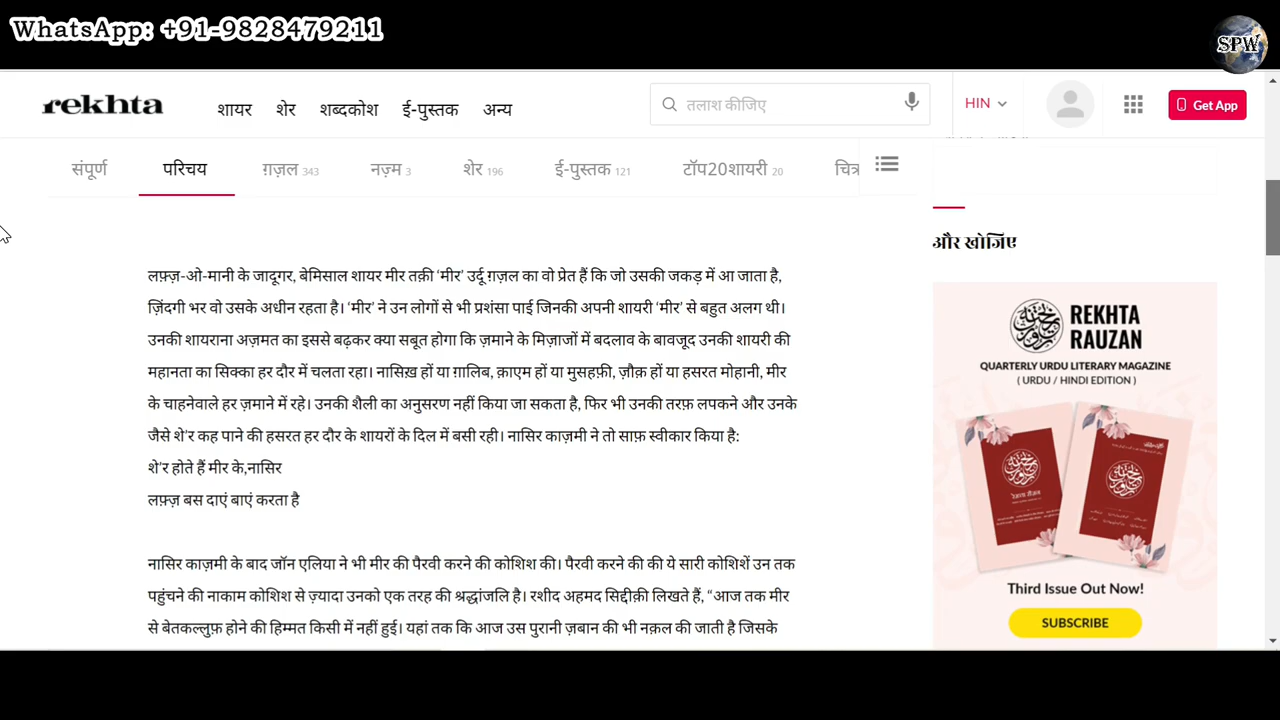 WhatsApp: +91-9828479211
SPW
rekhta
शायर शेर शब्दकोश ई-पुस्तक अन्य
तलाश कीजिए
HIN
Get App
संपूर्ण परिचय ग़ज़ल 343 नज़्म 3 शेर 196 ई-पुस्तक 121 टॉप20शायरी 20 चित्र
लफ़्ज़-ओ-मानी के जादूगर, बेमिसाल शायर मीर तक़ी ‘मीर’ उर्दू ग़ज़ल का वो प्रेत हैं कि जो उसकी जकड़ में आ जाता है,
ज़िंदगी भर वो उसके अधीन रहता है। ‘मीर’ ने उन लोगों से भी प्रशंसा पाई जिनकी अपनी शायरी ‘मीर’ से बहुत अलग थी।
उनकी शायराना अज़मत का इससे बढ़कर क्या सबूत होगा कि ज़माने के मिज़ाजों में बदलाव के बावजूद उनकी शायरी की
महानता का सिक्का हर दौर में चलता रहा। नासिख़ हों या ग़ालिब, क़ाएम हों या मुसहफ़ी, ज़ौक़ हों या हसरत मोहानी, मीर
के चाहनेवाले हर ज़माने में रहे। उनकी शैली का अनुसरण नहीं किया जा सकता है, फिर भी उनकी तरफ़ लपकने और उनके
जैसे शे’र कह पाने की हसरत हर दौर के शायरों के दिल में बसी रही। नासिर काज़मी ने तो साफ़ स्वीकार किया है:
शे’र होते हैं मीर के,नासिर
लफ़्ज़ बस दाएं बाएं करता है
नासिर काज़मी के बाद जॉन एलिया ने भी मीर की पैरवी करने की कोशिश की। पैरवी करने की की ये सारी कोशिशें उन तक
पहुंचने की नाकाम कोशिश से ज़्यादा उनको एक तरह की श्रद्धांजलि है। रशीद अहमद सिद्दीक़ी लिखते हैं, “आज तक मीर
से बेतकल्लुफ़ होने की हिम्मत किसी में नहीं हुई। यहां तक कि आज उस पुरानी ज़बान की भी नक़ल की जाती है जिसके
और खोजिए
REKHTA
RAUZAN
QUARTERLY URDU LITERARY MAGAZINE
( URDU / HINDI EDITION )
Third Issue Out Now!
SUBSCRIBE